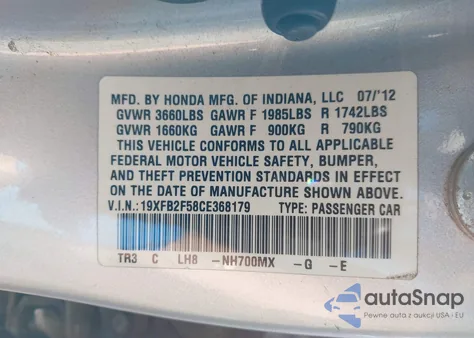 MFD. BY HONDA MFG. OF INDIANA, LLC 07/'12
GVWR 3660LBS GAWR F 1985LBS R 1742LBS
GVWR 1660KG GAWR F 900KG R 790KG
THIS VEHICLE CONFORMS TO ALL APPLICABLE
FEDERAL MOTOR VEHICLE SAFETY, BUMPER,
AND THEFT PREVENTION STANDARDS IN EFFECT
ON THE DATE OF MANUFACTURE SHOWN ABOVE.
V.I.N.: 19XFB2F58CE368179 TYPE: PASSENGER CAR
TR3 C LH8 -NH700MX -G -E
autoSnap
Pewne auta z aukcji USA - EU